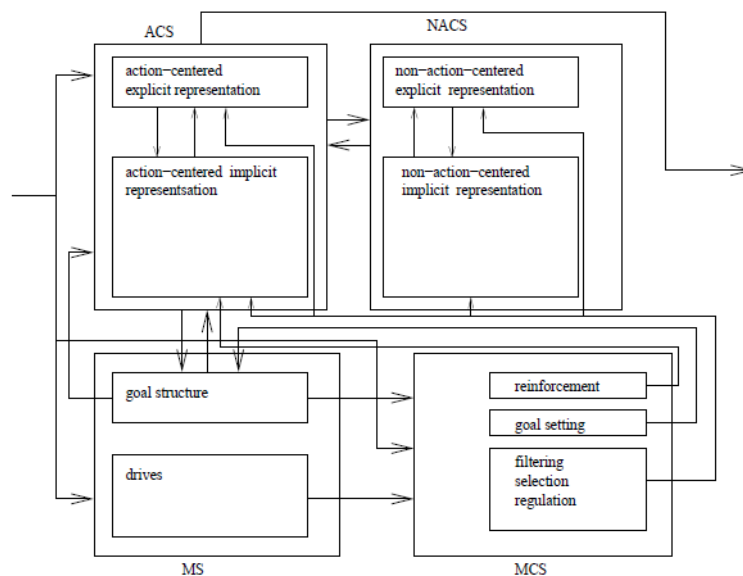 ACS
NACS
action−centered
explicit representation
non−action−centered
explicit representation
action−centered implicit
representsation
non−action−centered
implicit representation
goal structure
reinforcement
goal setting
drives
filtering
selection
regulation
MS
MCS